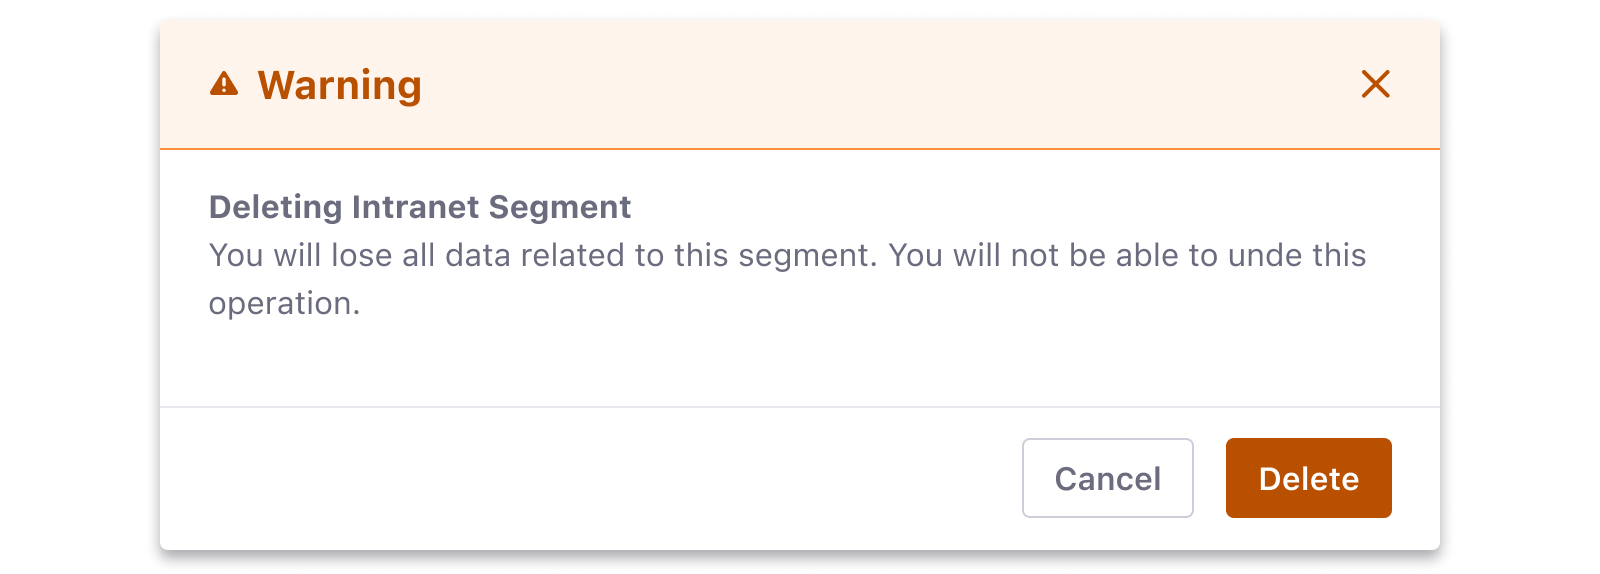 Warning
Deleting Intranet Segment
You will lose all data related to this segment. You will not be able to unde this
operation.
Cancel
Delete